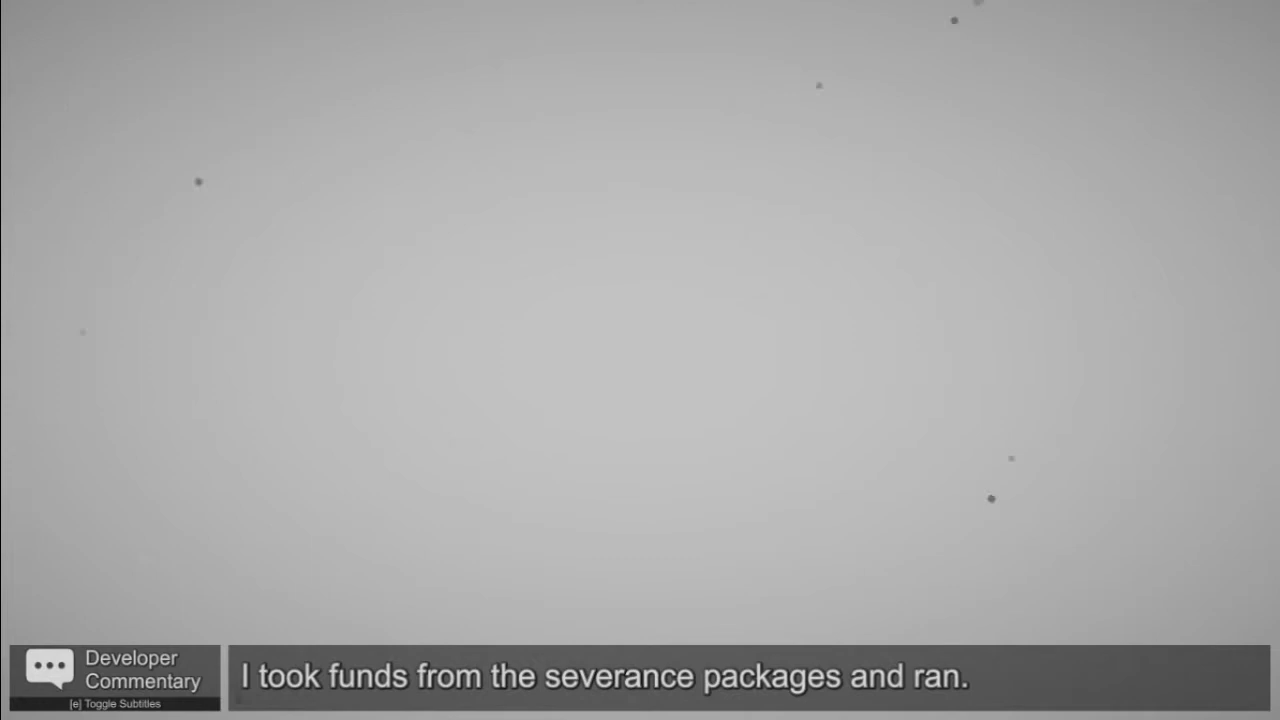 Developer
Commentary
[e] Toggle Subtitles
I took funds from the severance packages and ran.